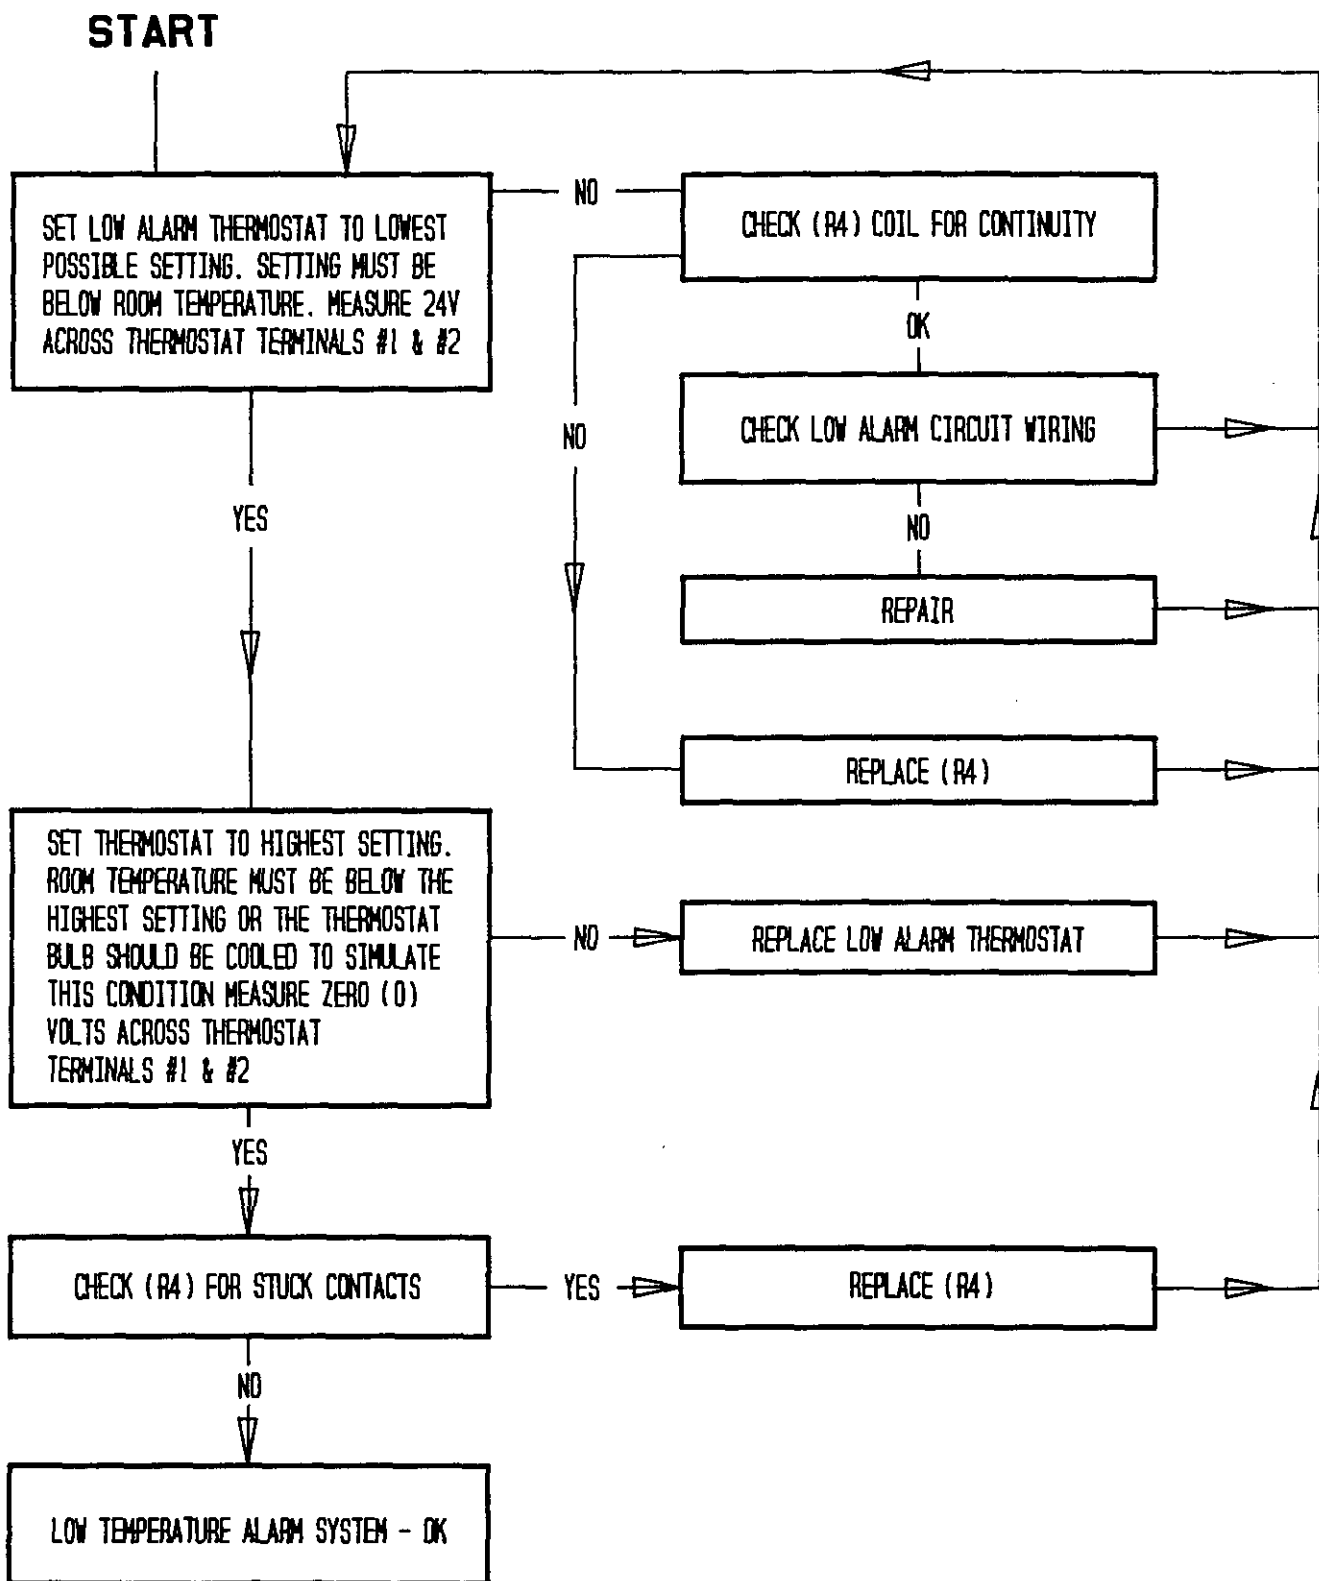 START
NO
SET LOW ALARM THERMOSTAT TO LOWEST
POSSIBLE SETTING. SETTING MUST BE
BELOW ROOM TEMPERATURE. MEASURE 24V
ACROSS THERMOSTAT TERMINALS #1 & #2
CHECK (R4) COIL FOR CONTINUITY
OK
NO
CHECK LOW ALARM CIRCUIT WIRING
YES
NO
REPAIR
REPLACE (R4)
SET THERMOSTAT TO HIGHEST SETTING.
ROOM TEMPERATURE MUST BE BELOW THE
HIGHEST SETTING OR THE THERMOSTAT
BULB SHOULD BE COOLED TO SIMULATE
THIS CONDITION MEASURE ZERO (0)
VOLTS ACROSS THERMOSTAT
TERMINALS #1 & #2
NO
REPLACE LOW ALARM THERMOSTAT
YES
CHECK (R4) FOR STUCK CONTACTS
YES
REPLACE (R4)
NO
LOW TEMPERATURE ALARM SYSTEM - OK